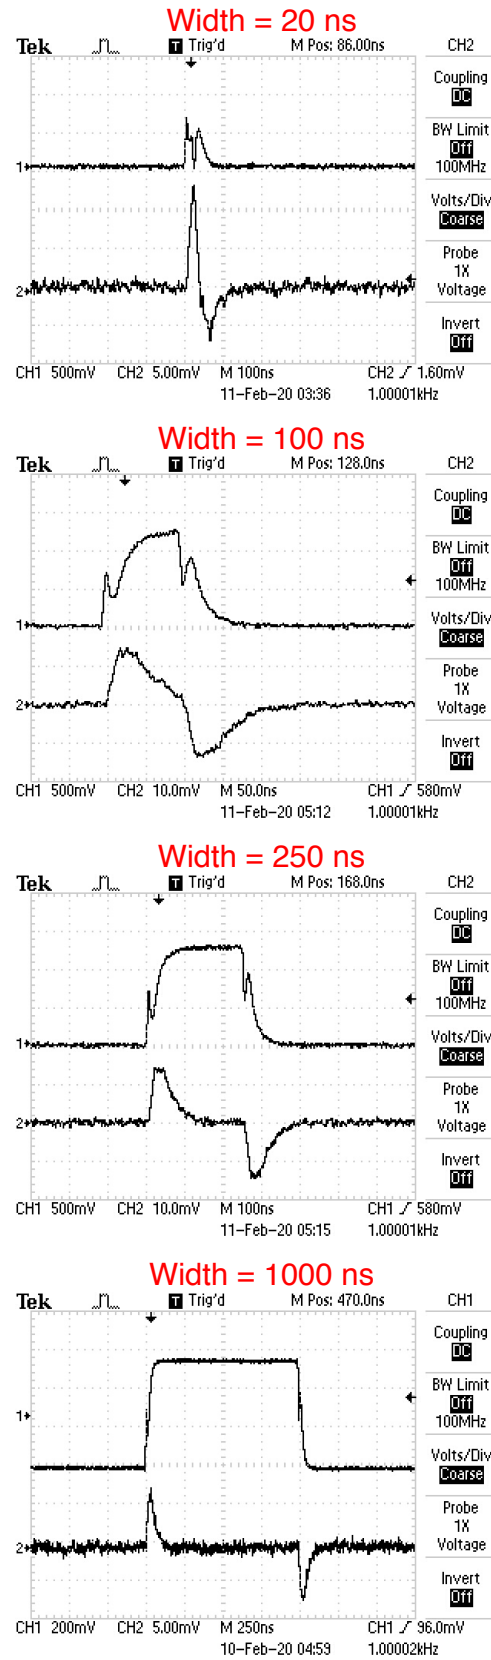 Width = 20 ns
Tek T Trig'd M Pos: 86.00ns CH2
Coupling
DC
BW Limit
Off
100MHz
1
Volts/Div
Coarse
Probe
1X
Voltage
2
Invert
Off
CH1 500mV CH2 5.00mV M 100ns CH2 / 1.60mV
11-Feb-20 03:36 1.00001kHz
Width = 100 ns
Tek T Trig'd M Pos: 128.0ns CH2
Coupling
DC
BW Limit
Off
100MHz
1
Volts/Div
Coarse
Probe
1X
2
Voltage
Invert
Off
CH1 500mV CH2 10.0mV M 50.0ns CH1 / 580mV
11-Feb-20 05:12 1.00001kHz
Width = 250 ns
Tek T Trig'd M Pos: 168.0ns CH2
Coupling
DC
BW Limit
Off
100MHz
1
Volts/Div
Coarse
Probe
1X
2
Voltage
Invert
Off
CH1 500mV CH2 10.0mV M 100ns CH1 / 580mV
11-Feb-20 05:15 1.00001kHz
Width = 1000 ns
Tek T Trig'd M Pos: 470.0ns CH1
Coupling
DC
BW Limit
Off
1
100MHz
Volts/Div
Coarse
Probe
1X
2
Voltage
Invert
Off
CH1 200mV CH2 5.00mV M 250ns CH1 / 96.0mV
10-Feb-20 04:59 1.00002kHz